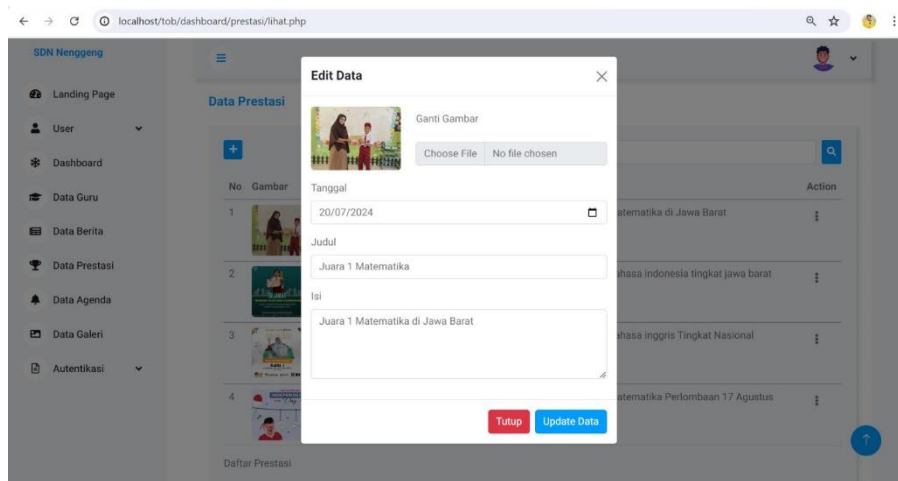 localhost/tob/dashboard/prestasi/lihat.php
SDN Nenggeng
Landing Page
User
Dashboard
Data Guru
Data Berita
Data Prestasi
Data Agenda
Data Galeri
Autentikasi
Data Prestasi
No Gambar Action
1 atematika di Jawa Barat
2 ahasa indonesia tingkat jawa barat
3 ahasa inggris Tingkat Nasional
4 atematika Perlombaan 17 Agustus
Daftar Prestasi
Edit Data
Ganti Gambar
Choose File No file chosen
Tanggal
20/07/2024
Judul
Juara 1 Matematika
Isi
Juara 1 Matematika di Jawa Barat
Tutup Update Data